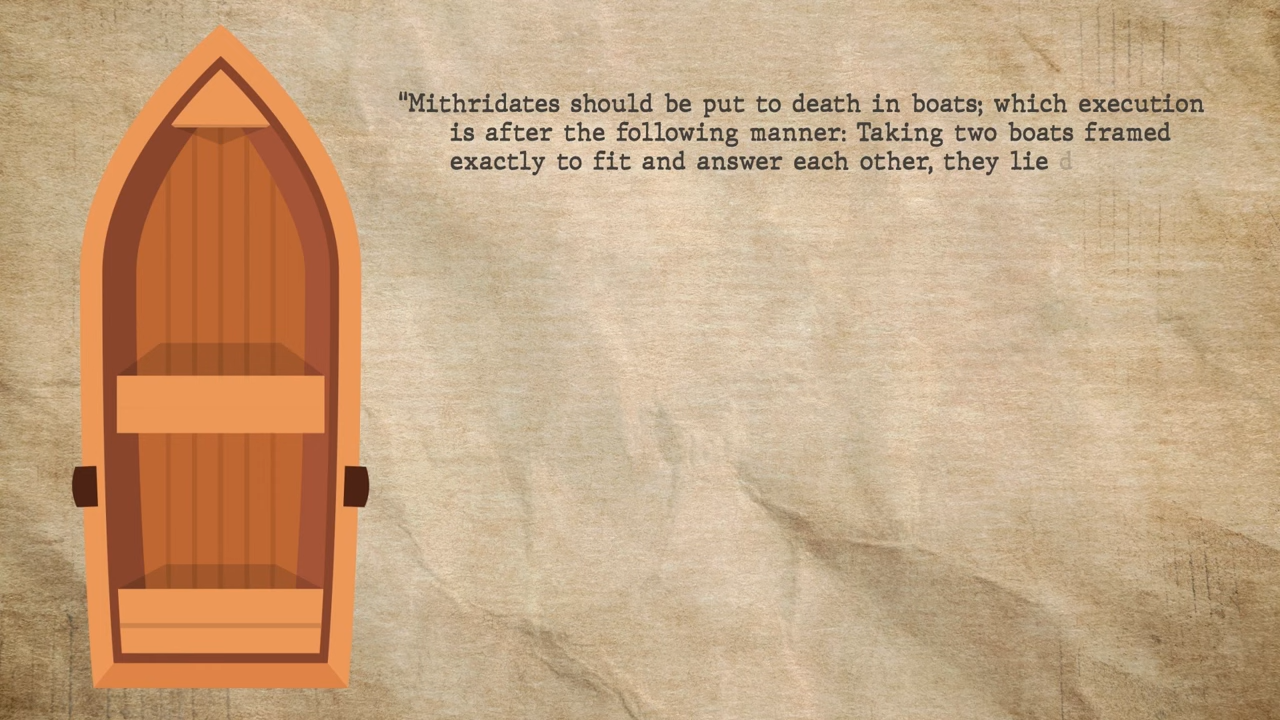 “Mithridates should be put to death in boats; which execution
is after the following manner: Taking two boats framed
exactly to fit and answer each other, they lie d